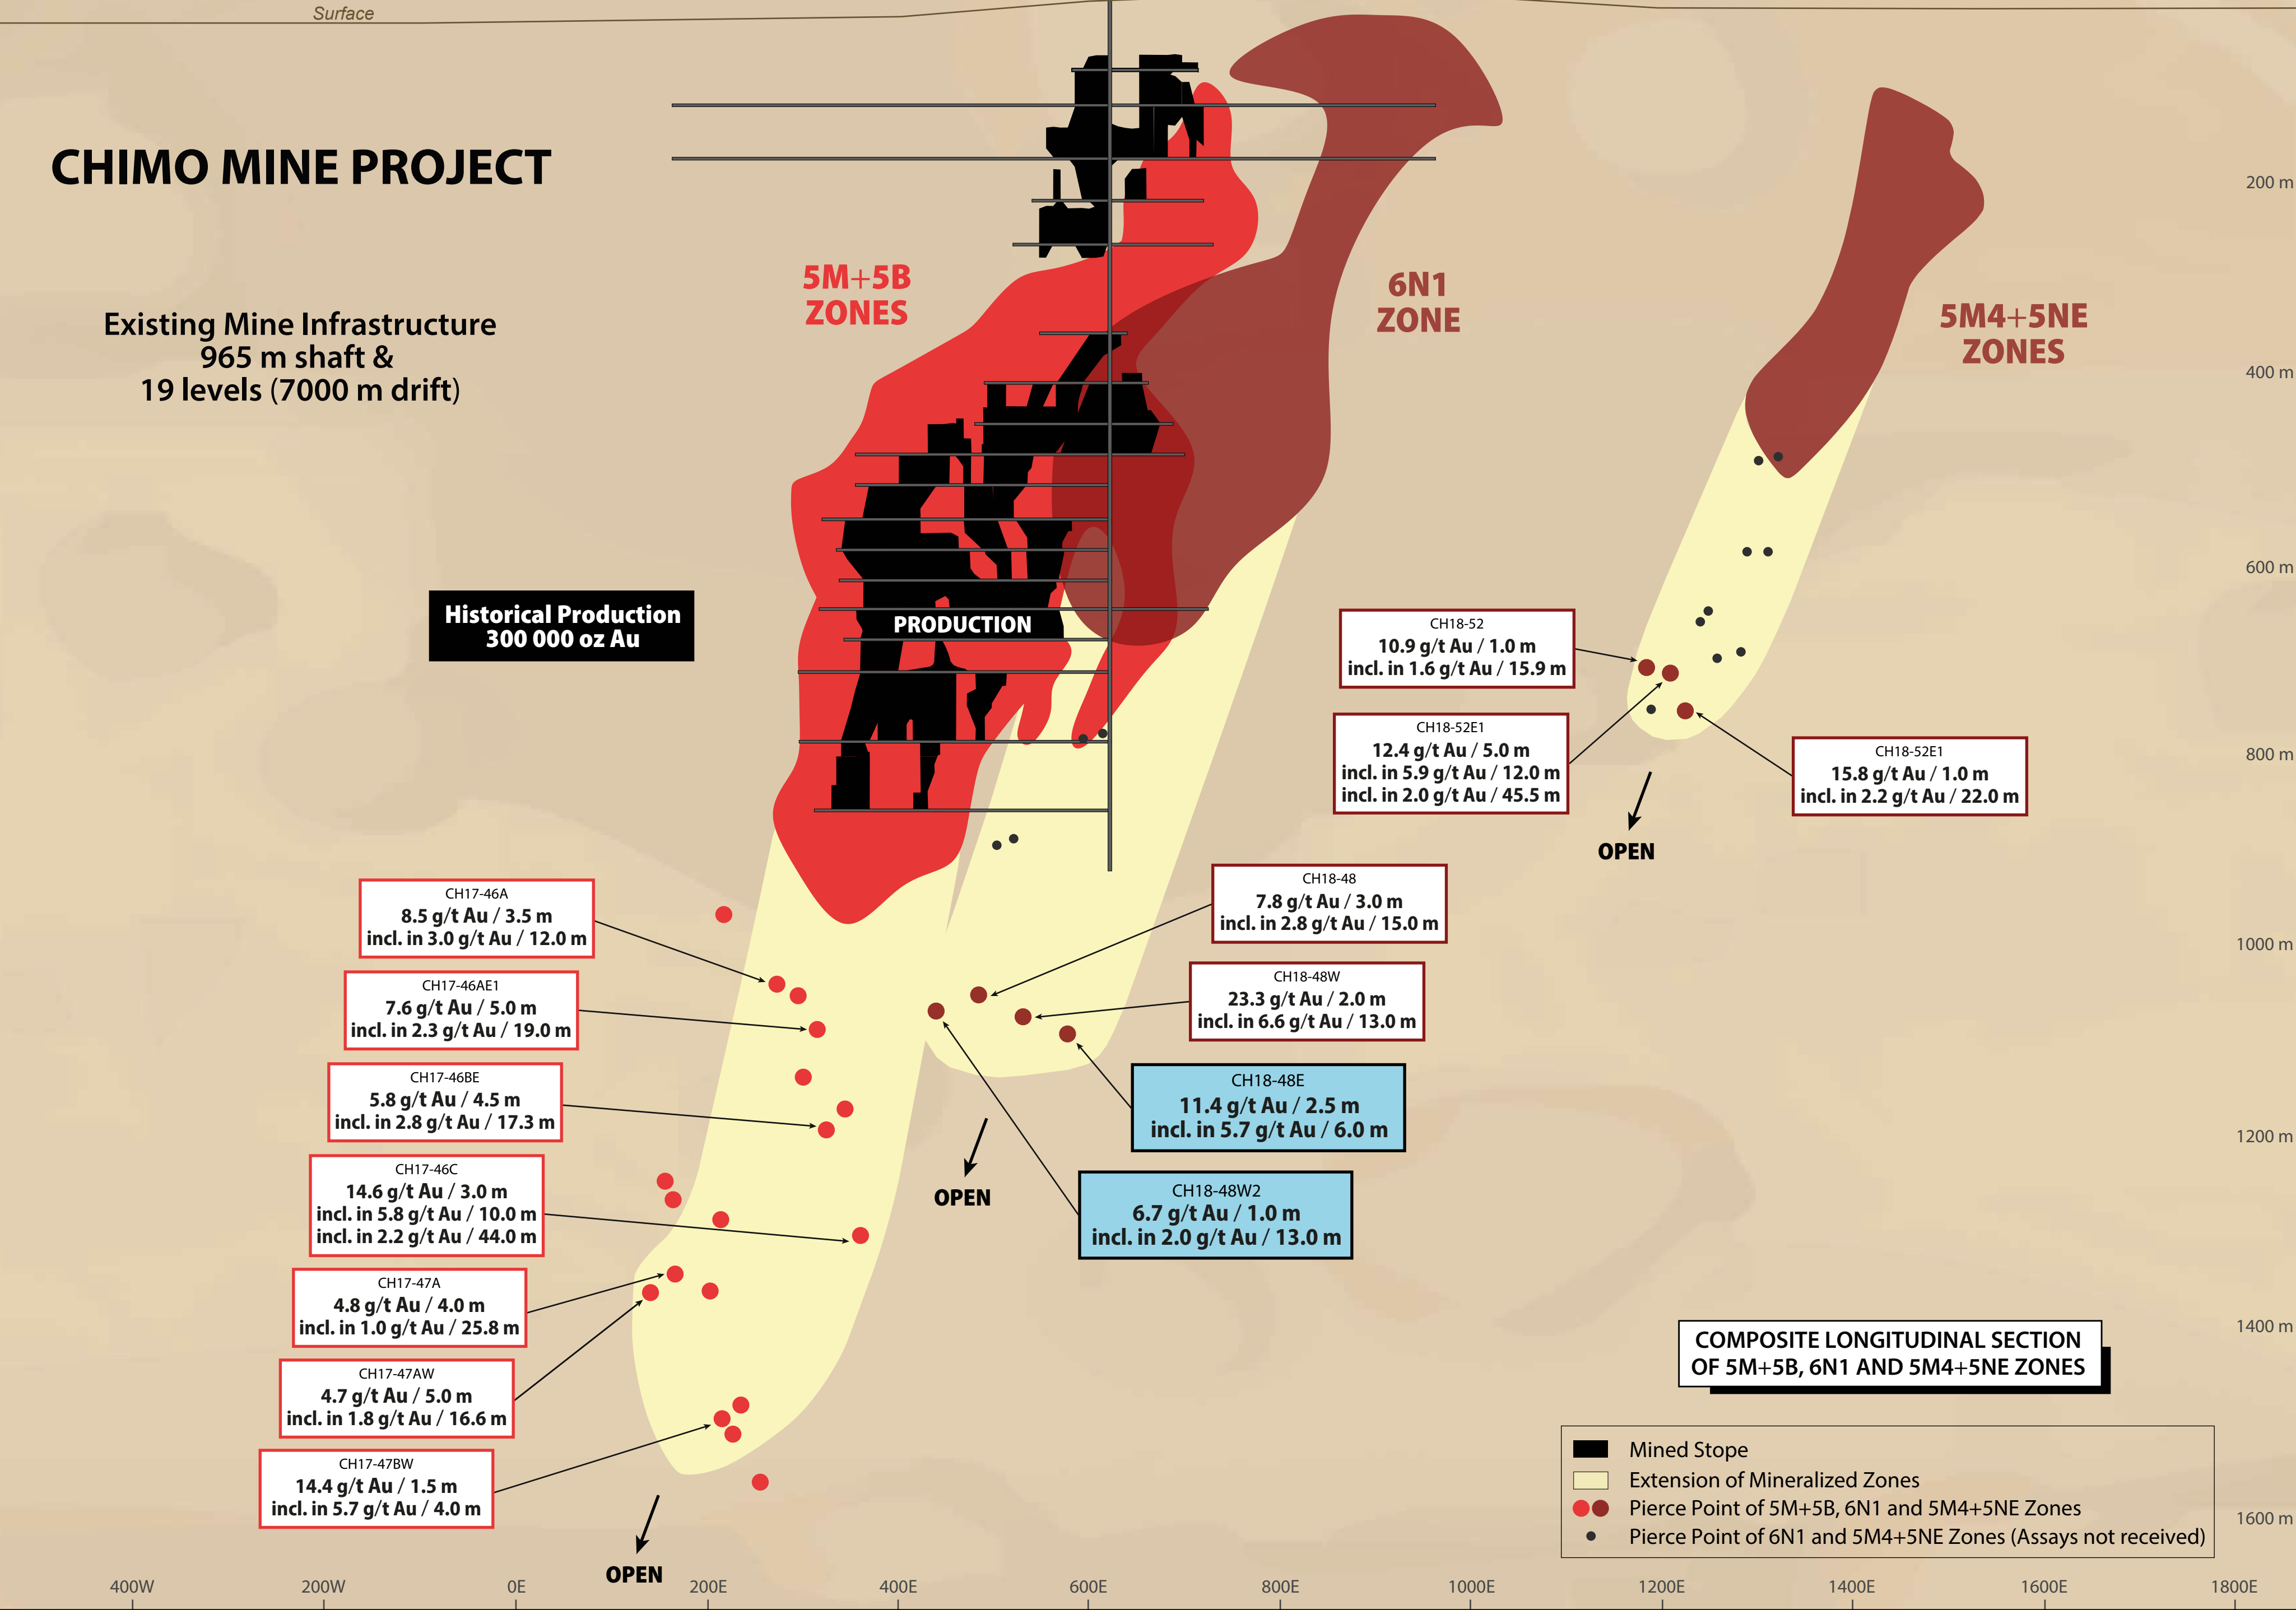 Surface
CHIMO MINE PROJECT
Existing Mine Infrastructure
965 m shaft &
19 levels (7000 m drift)
Historical Production
300 000 oz Au
5M+5B
ZONES
6N1
ZONE
5M4+5NE
ZONES
PRODUCTION
200 m
400 m
600 m
800 m
1000 m
1200 m
1400 m
1600 m
CH18-52
10.9 g/t Au / 1.0 m
incl. in 1.6 g/t Au / 15.9 m
CH18-52E1
12.4 g/t Au / 5.0 m
incl. in 5.9 g/t Au / 12.0 m
incl. in 2.0 g/t Au / 45.5 m
CH18-52E1
15.8 g/t Au / 1.0 m
incl. in 2.2 g/t Au / 22.0 m
OPEN
CH17-46A
8.5 g/t Au / 3.5 m
incl. in 3.0 g/t Au / 12.0 m
CH17-46AE1
7.6 g/t Au / 5.0 m
incl. in 2.3 g/t Au / 19.0 m
CH17-46BE
5.8 g/t Au / 4.5 m
incl. in 2.8 g/t Au / 17.3 m
CH17-46C
14.6 g/t Au / 3.0 m
incl. in 5.8 g/t Au / 10.0 m
incl. in 2.2 g/t Au / 44.0 m
CH17-47A
4.8 g/t Au / 4.0 m
incl. in 1.0 g/t Au / 25.8 m
CH17-47AW
4.7 g/t Au / 5.0 m
incl. in 1.8 g/t Au / 16.6 m
CH17-47BW
14.4 g/t Au / 1.5 m
incl. in 5.7 g/t Au / 4.0 m
OPEN
CH18-48
7.8 g/t Au / 3.0 m
incl. in 2.8 g/t Au / 15.0 m
CH18-48W
23.3 g/t Au / 2.0 m
incl. in 6.6 g/t Au / 13.0 m
CH18-48E
11.4 g/t Au / 2.5 m
incl. in 5.7 g/t Au / 6.0 m
CH18-48W2
6.7 g/t Au / 1.0 m
incl. in 2.0 g/t Au / 13.0 m
OPEN
COMPOSITE LONGITUDINAL SECTION
OF 5M+5B, 6N1 AND 5M4+5NE ZONES
Mined Stope
Extension of Mineralized Zones
Pierce Point of 5M+5B, 6N1 and 5M4+5NE Zones
Pierce Point of 6N1 and 5M4+5NE Zones (Assays not received)
400W
200W
0E
200E
400E
600E
800E
1000E
1200E
1400E
1600E
1800E